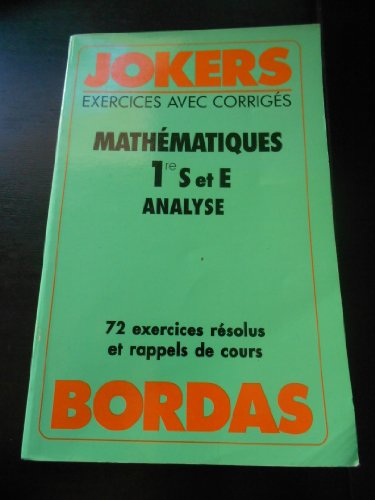 JOKERS
EXERCICES AVEC CORRIGÉS
MATHÉMATIQUES
1re S et E
ANALYSE
72 exercices résolus
et rappels de cours
BORDAS